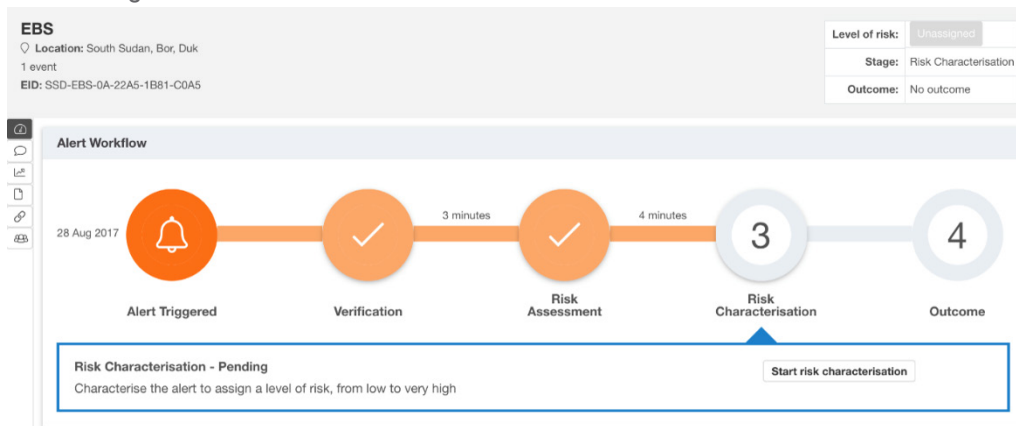 EBS
Location: South Sudan, Bor, Duk
1 event
EID: SSD-EBS-0A-22A5-1B81-C0A5
Level of risk: Unassigned
Stage: Risk Characterisation
Outcome: No outcome
Alert Workflow
28 Aug 2017
3 minutes
4 minutes
3
4
Alert Triggered
Verification
Risk
Assessment
Risk
Characterisation
Outcome
Risk Characterisation - Pending
Start risk characterisation
Characterise the alert to assign a level of risk, from low to very high